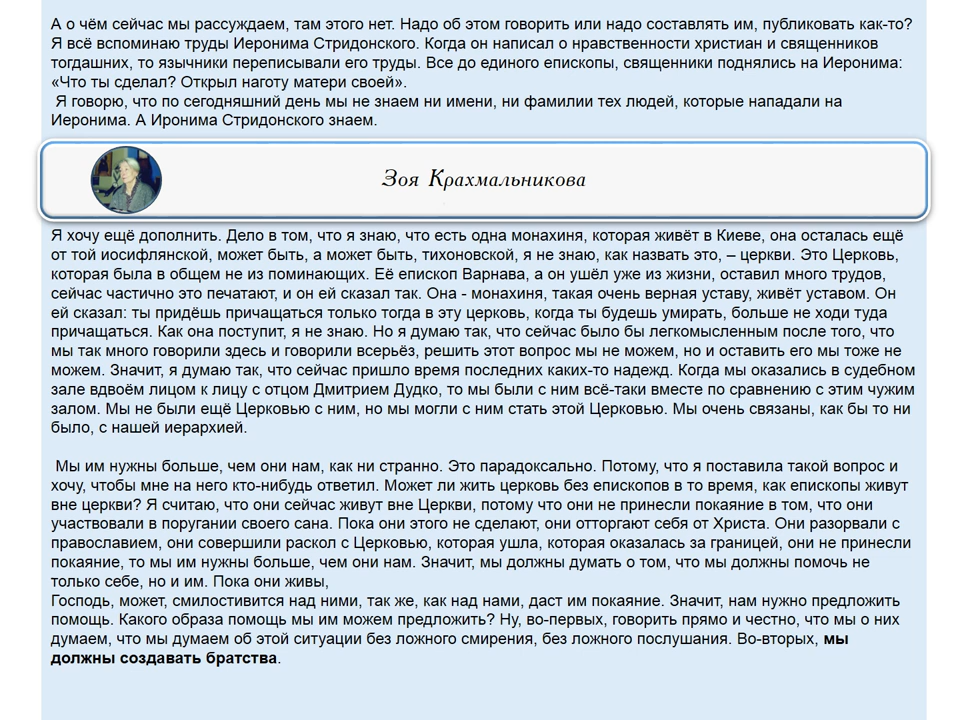 А о чём сейчас мы рассуждаем, там этого нет. Надо об этом говорить или надо составлять им, публиковать как-то?
Я всё вспоминаю труды Иеронима Стридонского. Когда он написал о нравственности христиан и священников
тогдашних, то язычники переписывали его труды. Все до единого епископы, священники поднялись на Иеронима:
«Что ты сделал? Открыл наготу матери своей».
Я говорю, что по сегодняшний день мы не знаем ни имени, ни фамилии тех людей, которые нападали на
Иеронима. А Иронима Стридонского знаем.
Зоя Крахмальникова
Я хочу ещё дополнить. Дело в том, что я знаю, что есть одна монахиня, которая живёт в Киеве, она осталась ещё
от той иосифлянской, может быть, а может быть, тихоновской, я не знаю, как назвать это, – церкви. Это Церковь,
которая была в общем не из поминающих. Её епископ Варнава, а он ушёл уже из жизни, оставил много трудов,
сейчас частично это печатают, и он ей сказал так. Она - монахиня, такая очень верная уставу, живёт уставом. Он
ей сказал: ты придёшь причащаться только тогда в эту церковь, когда ты будешь умирать, больше не ходи туда
причащаться. Как она поступит, я не знаю. Но я думаю так, что сейчас было бы легкомысленным после того, что
мы так много говорили здесь и говорили всерьёз, решить этот вопрос мы не можем, но и оставить его мы тоже не
можем. Значит, я думаю так, что сейчас пришло время последних каких-то надежд. Когда мы оказались в судебном
зале вдвоём лицом к лицу с отцом Дмитрием Дудко, то мы были с ним всё-таки вместе по сравнению с этим чужим
залом. Мы не были ещё Церковью с ним, но мы могли с ним стать этой Церковью. Мы очень связаны, как бы то ни
было, с нашей иерархией.
Мы им нужны больше, чем они нам, как ни странно. Это парадоксально. Потому, что я поставила такой вопрос и
хочу, чтобы мне на него кто-нибудь ответил. Может ли жить церковь без епископов в то время, как епископы живут
вне церкви? Я считаю, что они сейчас живут вне Церкви, потому что они не принесли покаяние в том, что они
участвовали в поругании своего сана. Пока они этого не сделают, они отторгают себя от Христа. Они разорвали с
православием, они совершили раскол с Церковью, которая ушла, которая оказалась за границей, они не принесли
покаяние, то мы им нужны больше, чем они нам. Значит, мы должны думать о том, что мы должны помочь не
только себе, но и им. Пока они живы,
Господь, может, смилостивится над ними, так же, как над нами, даст им покаяние. Значит, нам нужно предложить
помощь. Какого образа помощь мы им можем предложить? Ну, во-первых, говорить прямо и честно, что мы о них
думаем, что мы думаем об этой ситуации без ложного смирения, без ложного послушания. Во-вторых, мы
должны создавать братства.